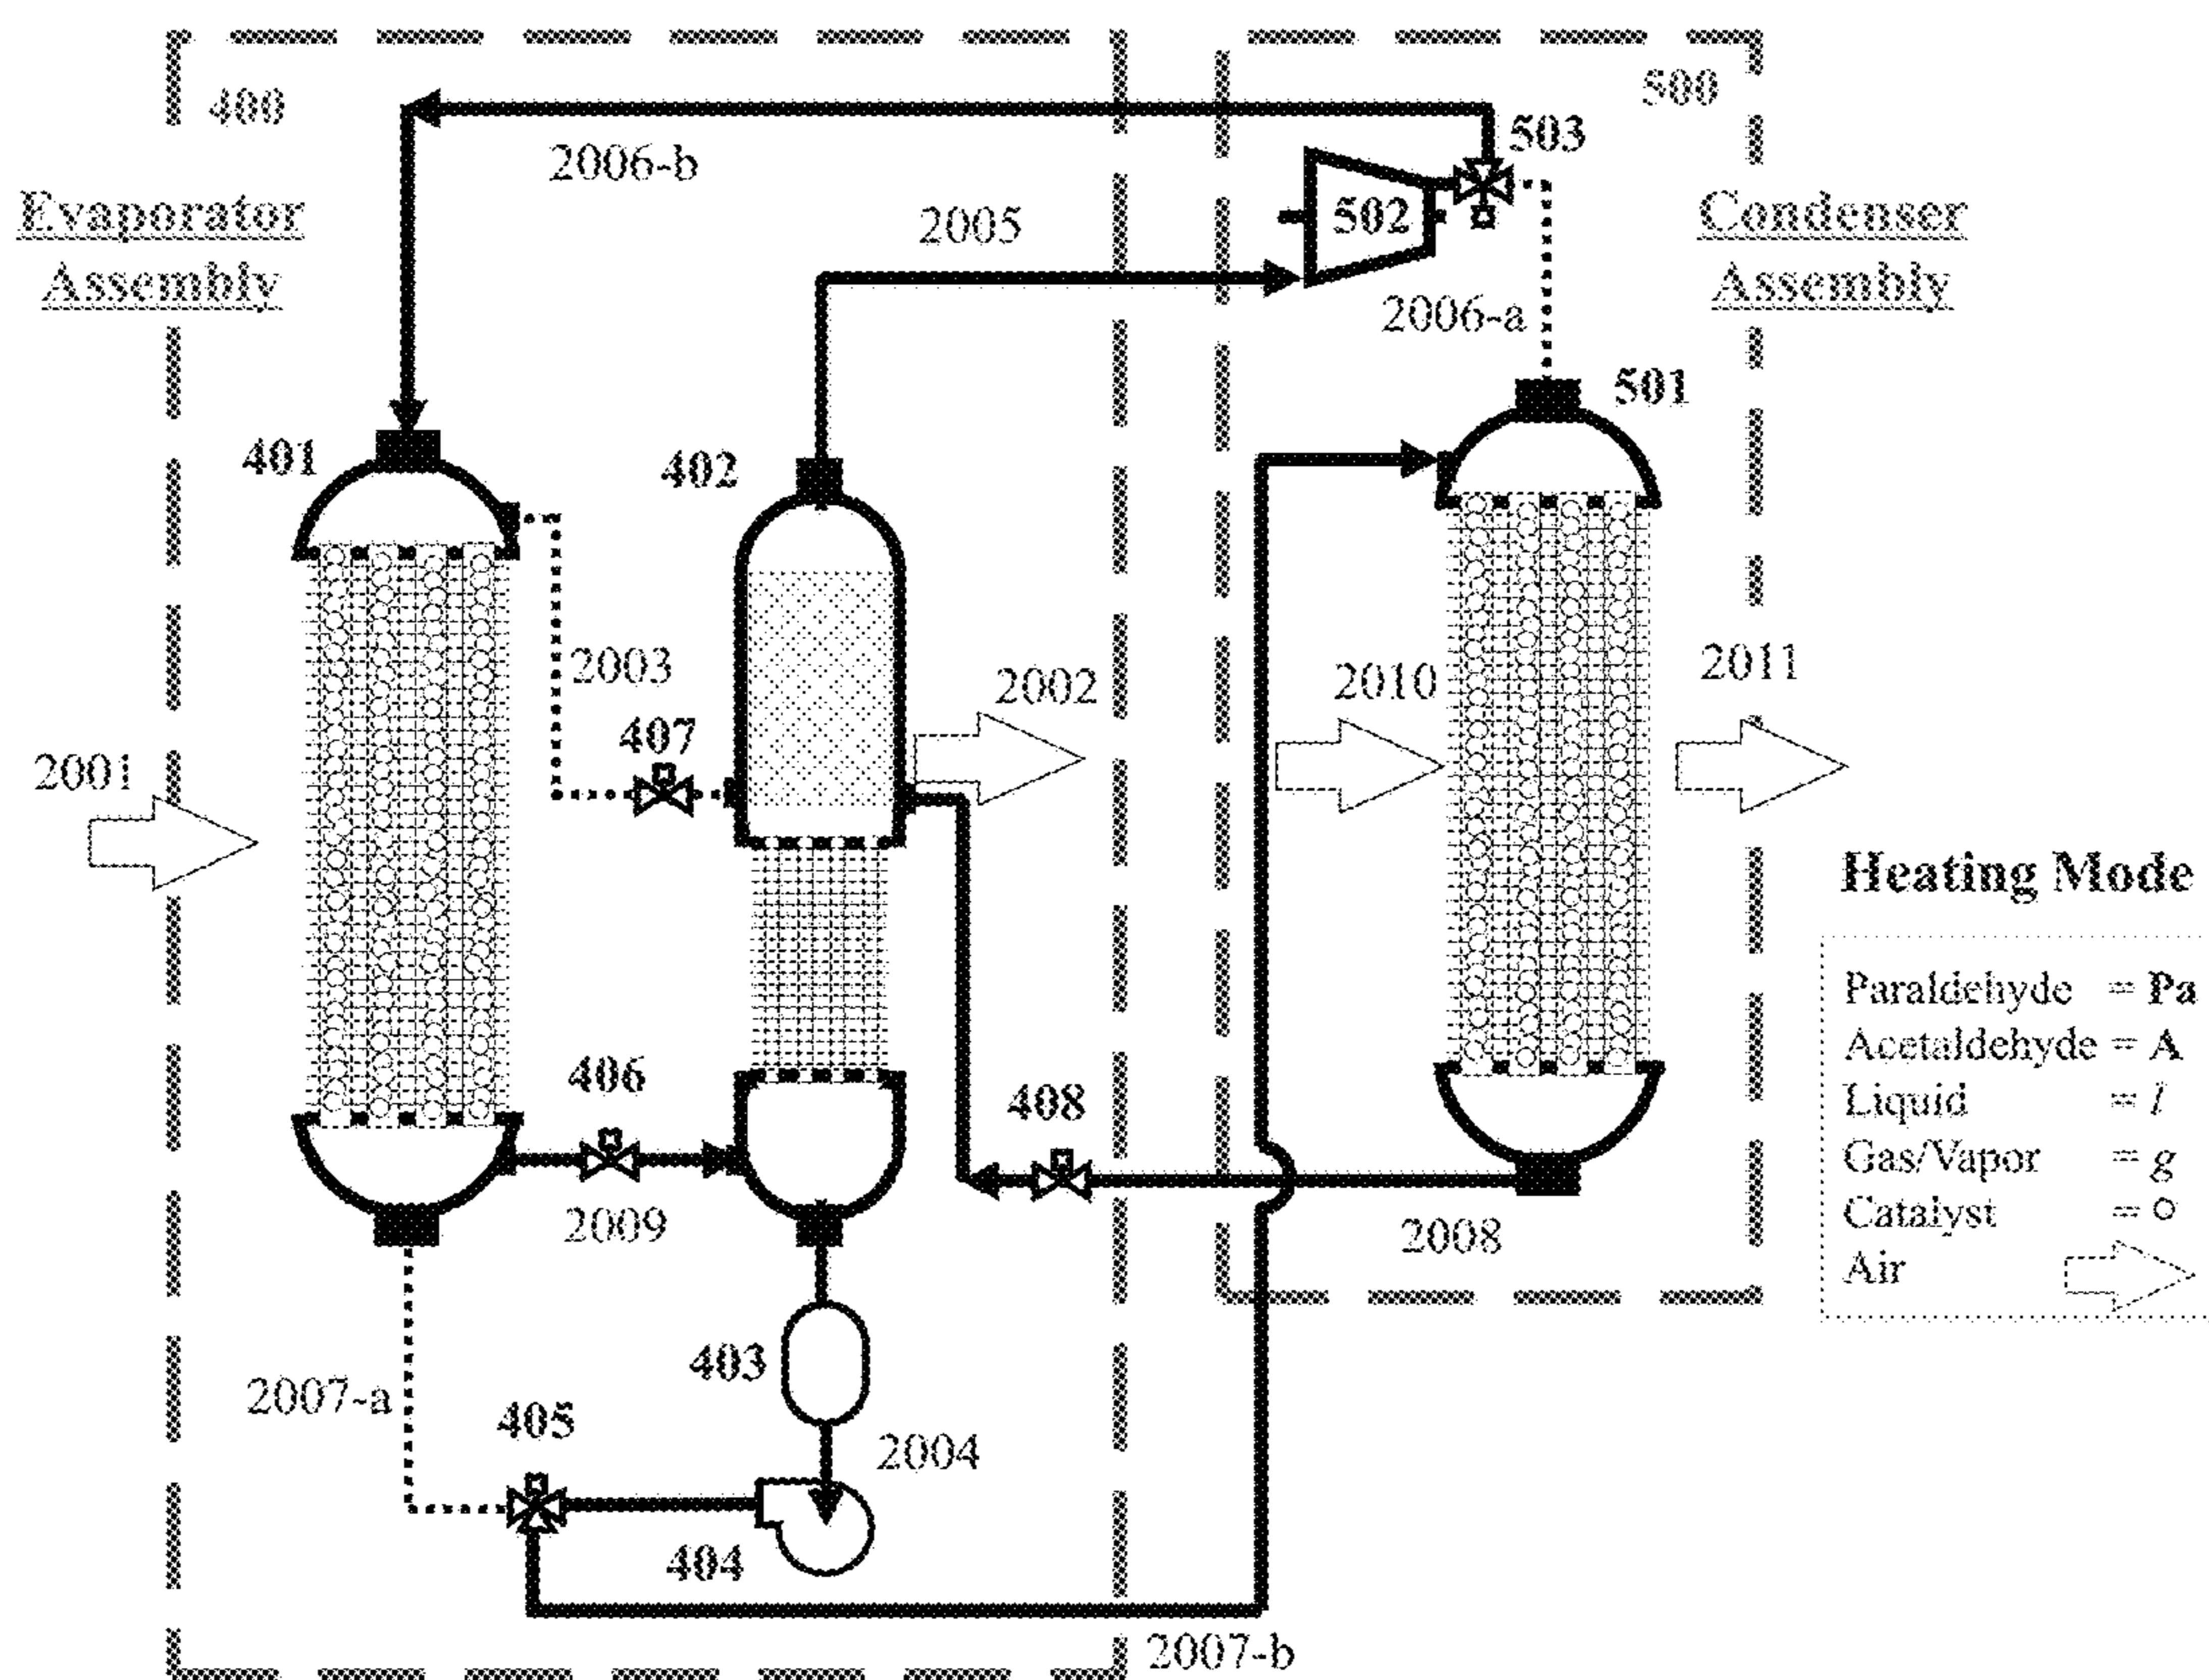 400
500
503
2006-b
Evaporator
Assembly
502
Condenser
Assembly
2005
2006-a
501
401
402
2003
2002
2010
2011
407
2001
Heating Mode
Paraldehyde = Pa
Acetaldehyde = A
Liquid = l
Gas/Vapor = g
Catalyst = ○
Air
406
408
2009
2008
403
2007-a
405
2004
404
2007-b